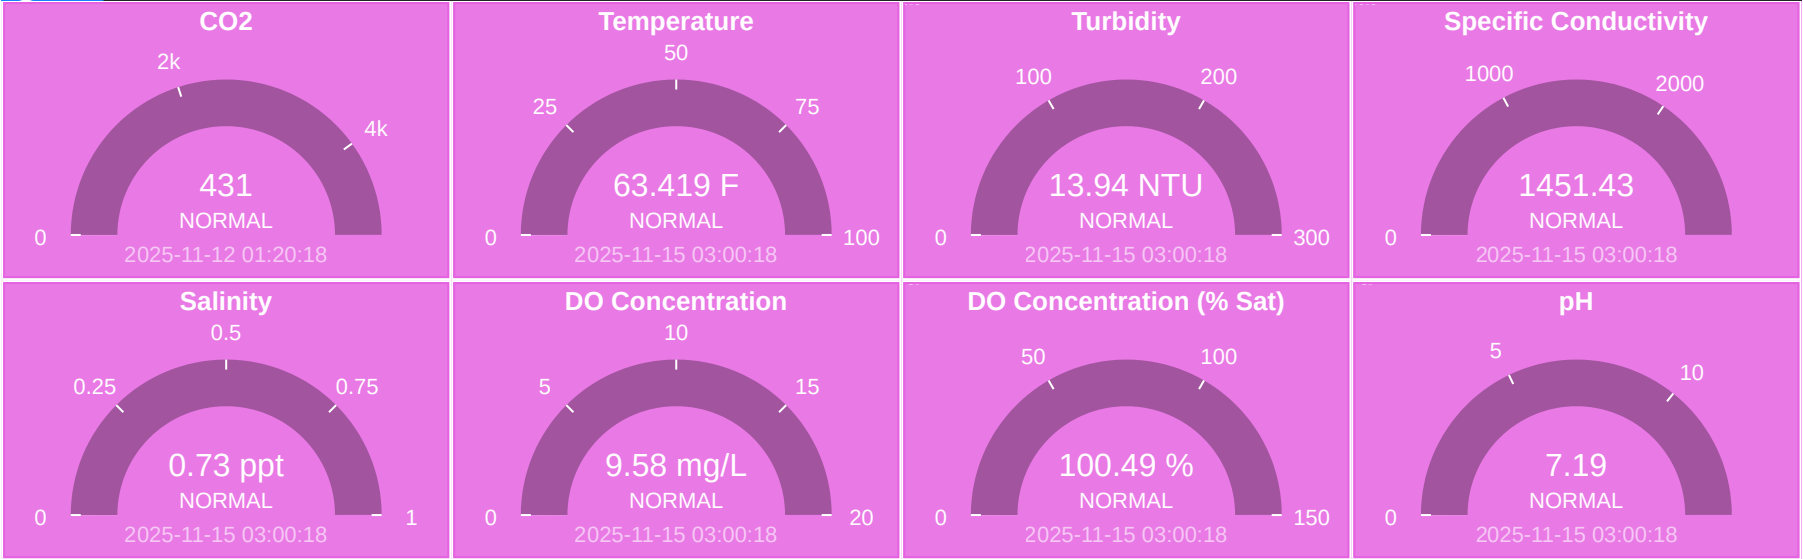 CO2
2k
4k
0
431
NORMAL
2025-11-12 01:20:18
Temperature
50
25
75
0
100
63.419 F
NORMAL
2025-11-15 03:00:18
Turbidity
100
200
0
300
13.94 NTU
NORMAL
2025-11-15 03:00:18
Specific Conductivity
1000
2000
0
1451.43
NORMAL
2025-11-15 03:00:18
Salinity
0.5
0.25
0.75
0
1
0.73 ppt
NORMAL
2025-11-15 03:00:18
DO Concentration
10
5
15
0
20
9.58 mg/L
NORMAL
2025-11-15 03:00:18
DO Concentration (% Sat)
50
100
0
150
100.49 %
NORMAL
2025-11-15 03:00:18
pH
5
10
0
7.19
NORMAL
2025-11-15 03:00:18